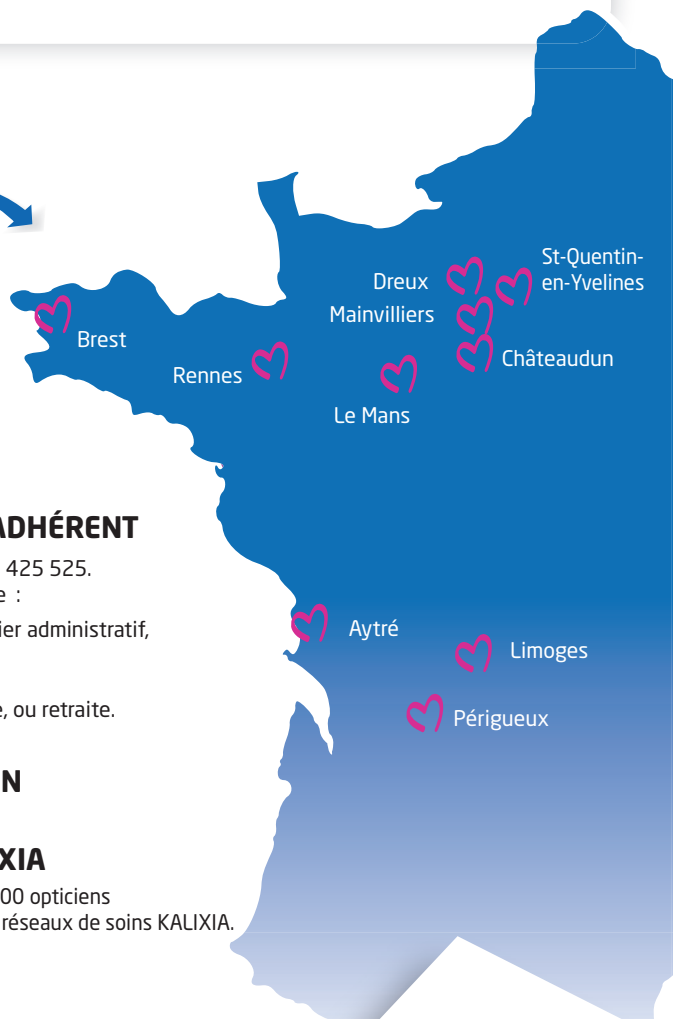 St-Quentin-
en-Yvelines
Dreux
Mainvilliers
Brest
Châteaudun
Rennes
Le Mans
ADHÉRENT
425 525.
e :
ier administratif,
Aytré
Limoges
e, ou retraite.
Périgueux
N
XIA
00 opticiens
réseaux de soins KALIXIA.